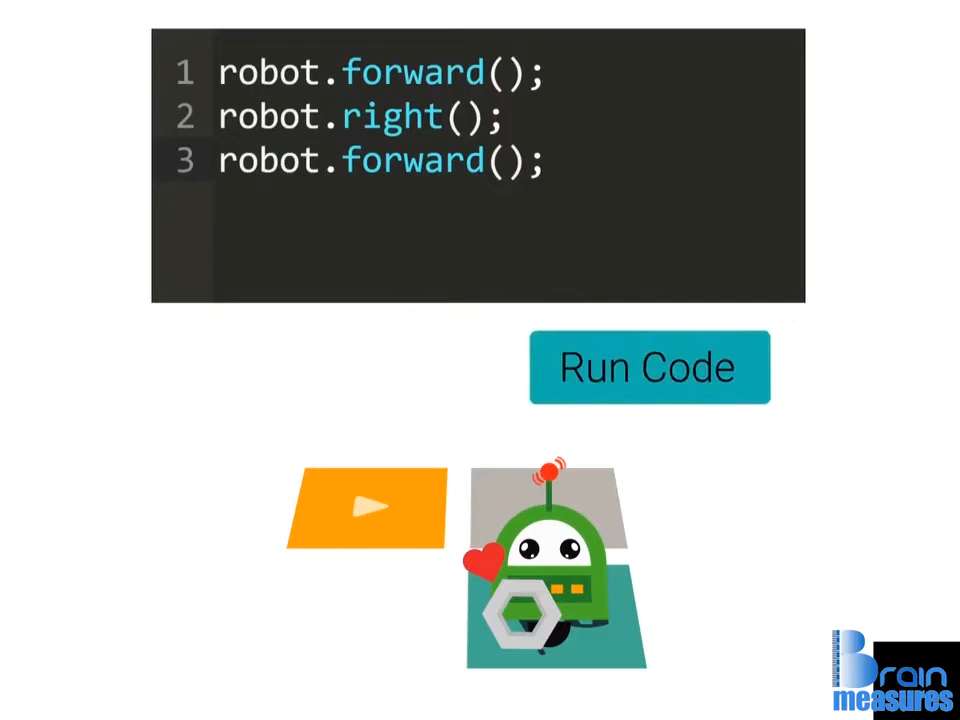 1 robot.forward();
2 robot.right();
3 robot.forward();
Run Code
Brain
measures